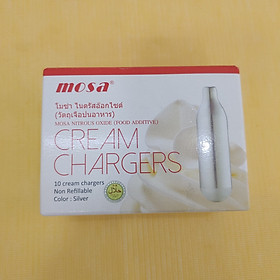 mosa®
โมซ่า ไนตรัสอ๊อกไซด์
(วัตถุเจือปนอาหาร)
MOSA NITROUS OXIDE (FOOD ADDITIVE)
CREAM
CHARGERS
10 cream chargers
Non Refillable
Color : Silver